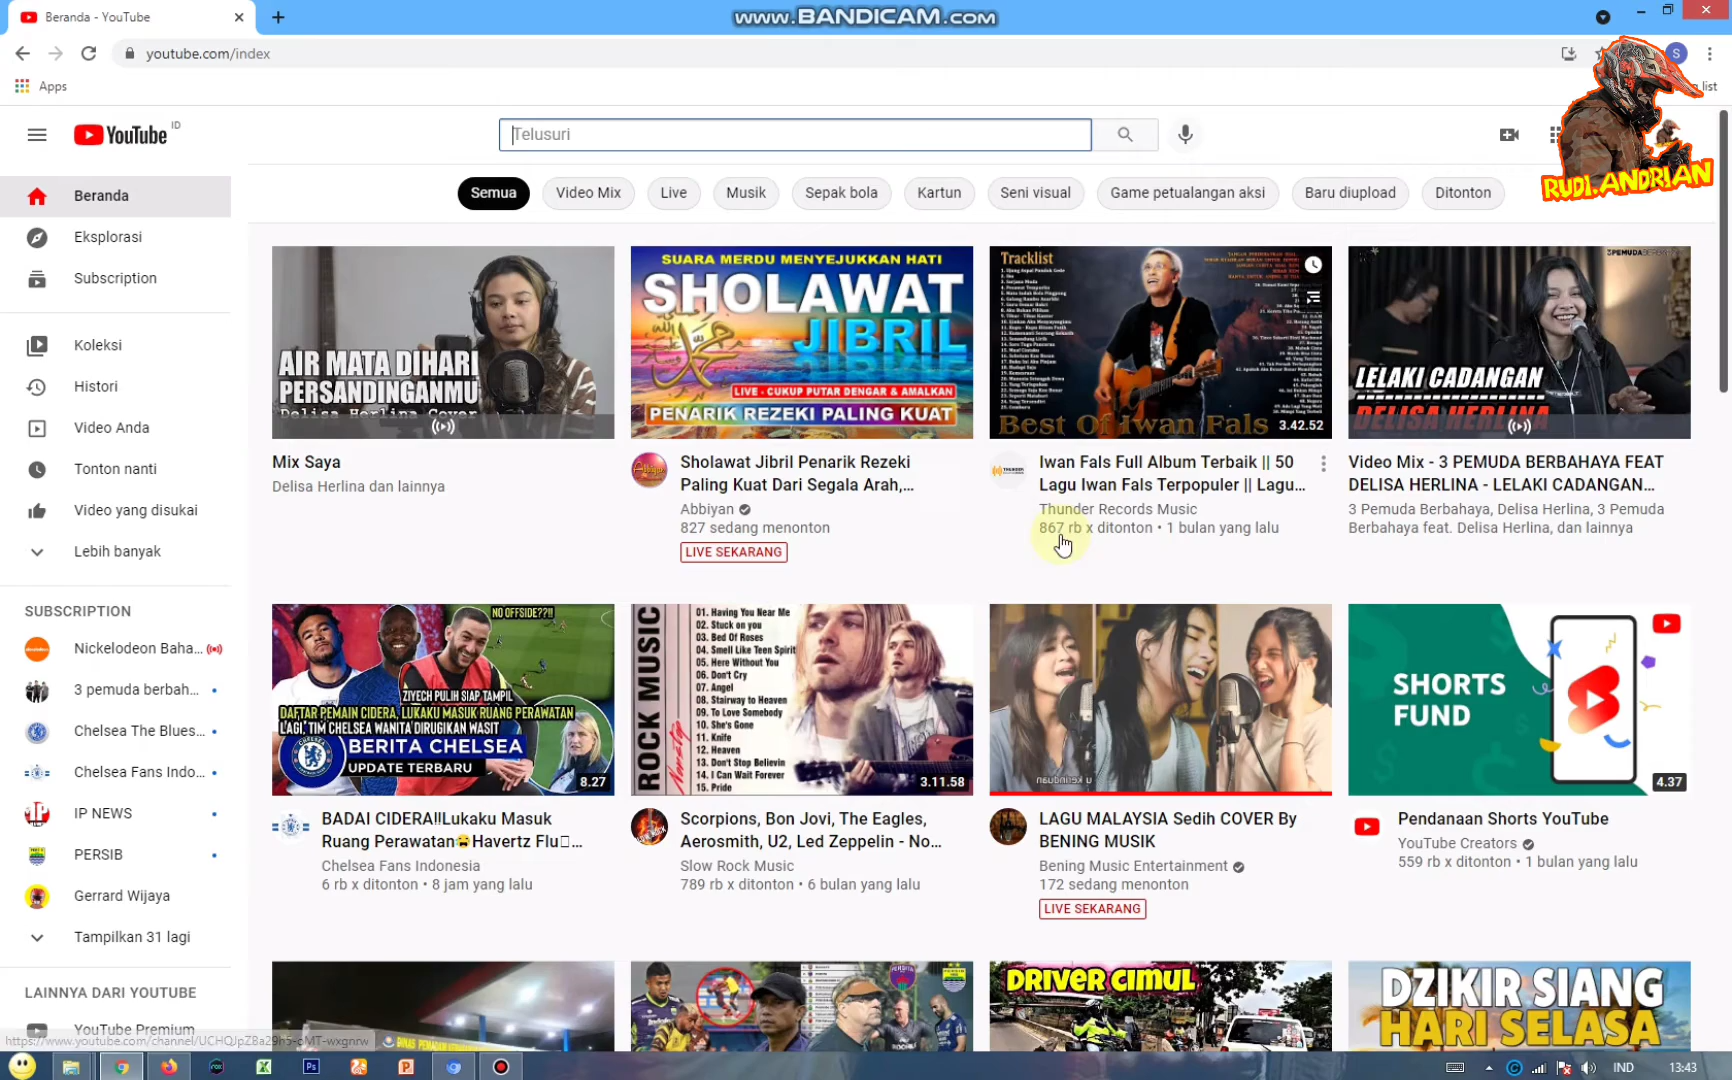 Beranda - YouTube
www.BANDICAM.com
youtube.com/index
Apps
list
RUDI.ANDRIAN
YouTube ID
Telusuri
Semua
Video Mix
Live
Musik
Sepak bola
Kartun
Seni visual
Game petualangan aksi
Baru diupload
Ditonton
Beranda
Eksplorasi
Subscription
Koleksi
Histori
Video Anda
Tonton nanti
Video yang disukai
Lebih banyak
SUBSCRIPTION
Nickelodeon Baha...
3 pemuda berbah...
Chelsea The Blues...
Chelsea Fans Indo...
IP NEWS
PERSIB
Gerrard Wijaya
Tampilkan 31 lagi
LAINNYA DARI YOUTUBE
YouTube Premium
AIR MATA DIHARI
PERSANDINGANMU
Delisa Herlina Cover
Mix Saya
Delisa Herlina dan lainnya
SUARA MERDU MENYEJUKKAN HATI
SHOLAWAT
JIBRIL
LIVE - CUKUP PUTAR DENGAR & AMALKAN
PENARIK REZEKI PALING KUAT
Sholawat Jibril Penarik Rezeki
Paling Kuat Dari Segala Arah,...
Abbiyan
827 sedang menonton
LIVE SEKARANG
Tracklist
Best Of Iwan Fals
3.42.52
THUNDER
Iwan Fals Full Album Terbaik || 50
Lagu Iwan Fals Terpopuler || Lagu...
Thunder Records Music
867 rb x ditonton • 1 bulan yang lalu
3PEMUDABERBAHAYA
LELAKI CADANGAN
DELISA HERLINA
Video Mix - 3 PEMUDA BERBAHAYA FEAT
DELISA HERLINA - LELAKI CADANGAN...
3 Pemuda Berbahaya, Delisa Herlina, 3 Pemuda
Berbahaya feat. Delisa Herlina, dan lainnya
NO OFFSIDE??!!
ZIYECH PULIH SIAP TAMPIL
DAFTAR PEMAIN CIDERA, LUKAKU MASUK RUANG PERAWATAN
LAGI, TIM CHELSEA WANITA DIRUGIKAN WASIT
BERITA CHELSEA
UPDATE TERBARU
8.27
BADAI CIDERA!!Lukaku Masuk
Ruang Perawatan😭Havertz Flu...
Chelsea Fans Indonesia
6 rb x ditonton • 8 jam yang lalu
ROCK MUSIC
01. Having You Near Me
02. Stuck on you
03. Bed Of Roses
04. Smell Like Teen Spirit
05. Here Without You
06. Don't Cry
07. Angel
08. Stairway to Heaven
09. To Love Somebody
10. She's Gone
11. Knife
12. Heaven
13. Don't Stop Believin
14. I Can Wait Forever
15. Pride
3.11.58
Scorpions, Bon Jovi, The Eagles,
Aerosmith, U2, Led Zeppelin - No...
Slow Rock Music
789 rb x ditonton • 6 bulan yang lalu
LAGU MALAYSIA Sedih COVER By
BENING MUSIK
Bening Music Entertainment
172 sedang menonton
LIVE SEKARANG
SHORTS
FUND
4.37
Pendanaan Shorts YouTube
YouTube Creators
559 rb x ditonton • 1 bulan yang lalu
DRIVER CIMUL
DZIKIR SIANG
HARI SELASA
IND
13:43